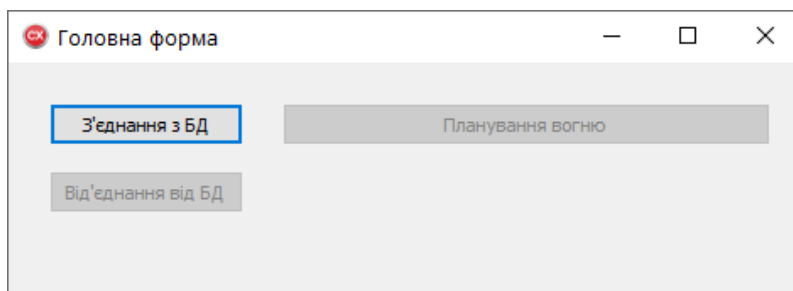 Головна форма
З'єднання з БД
Планування вогню
Від'єднання від БД